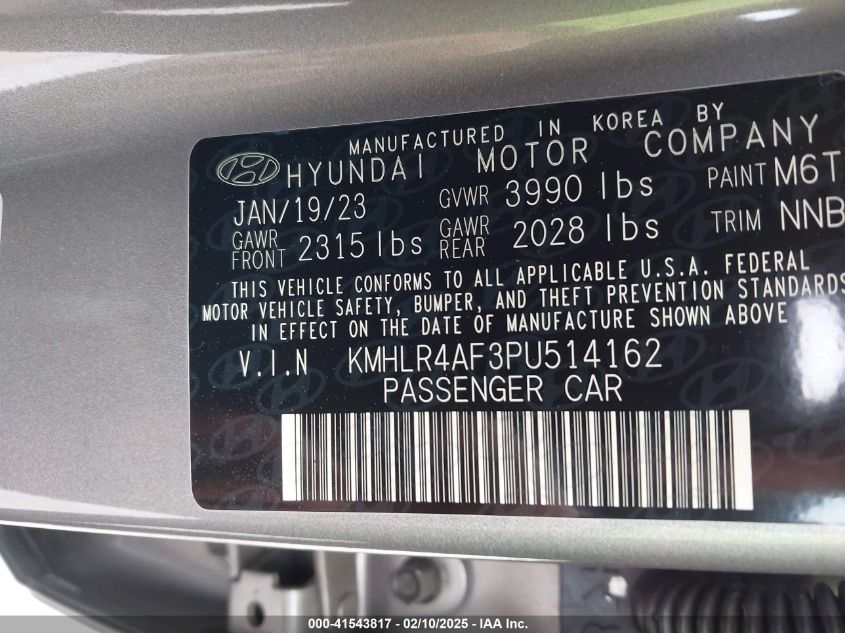 MANUFACTURED IN KOREA BY
HYUNDAI MOTOR COMPANY
JAN/19/23 GVWR 3990 lbs PAINT M6T
GAWR FRONT 2315 lbs GAWR REAR 2028 lbs TRIM NNB
THIS VEHICLE CONFORMS TO ALL APPLICABLE U.S.A. FEDERAL
MOTOR VEHICLE SAFETY, BUMPER, AND THEFT PREVENTION STANDARDS
IN EFFECT ON THE DATE OF MANUFACTURE SHOWN ABOVE
V.I.N KMHLR4AF3PU514162
PASSENGER CAR
000-41543817 - 02/10/2025 - IAA Inc.